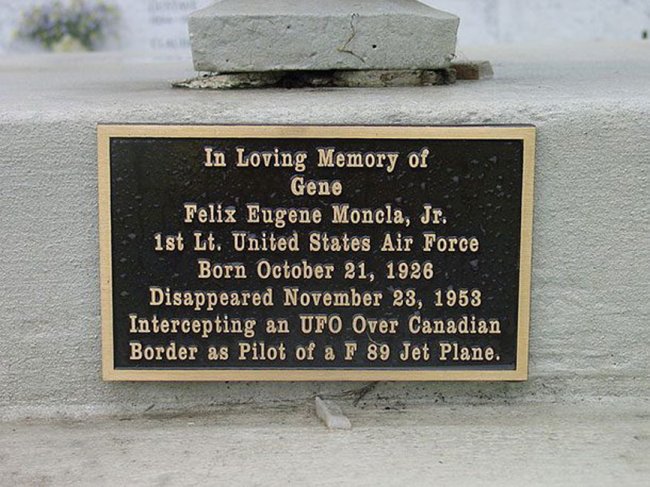 In Loving Memory of
Gene
Felix Eugene Moncla, Jr.
1st Lt. United States Air Force
Born October 21, 1926
Disappeared November 23, 1953
Intercepting an UFO Over Canadian
Border as Pilot of a F 89 Jet Plane.